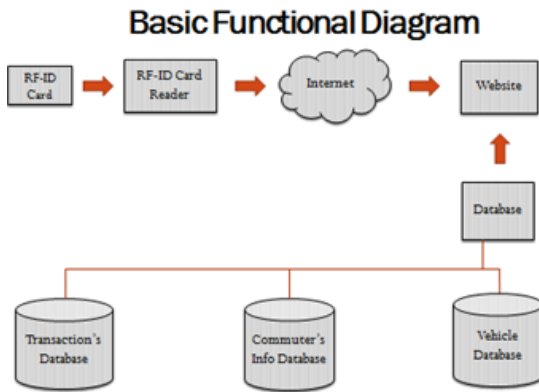 Basic Functional Diagram
RF-ID
Card
RF-ID Card
Reader
Internet
Website
Database
Transaction's
Database
Commuter's
Info Database
Vehicle
Database